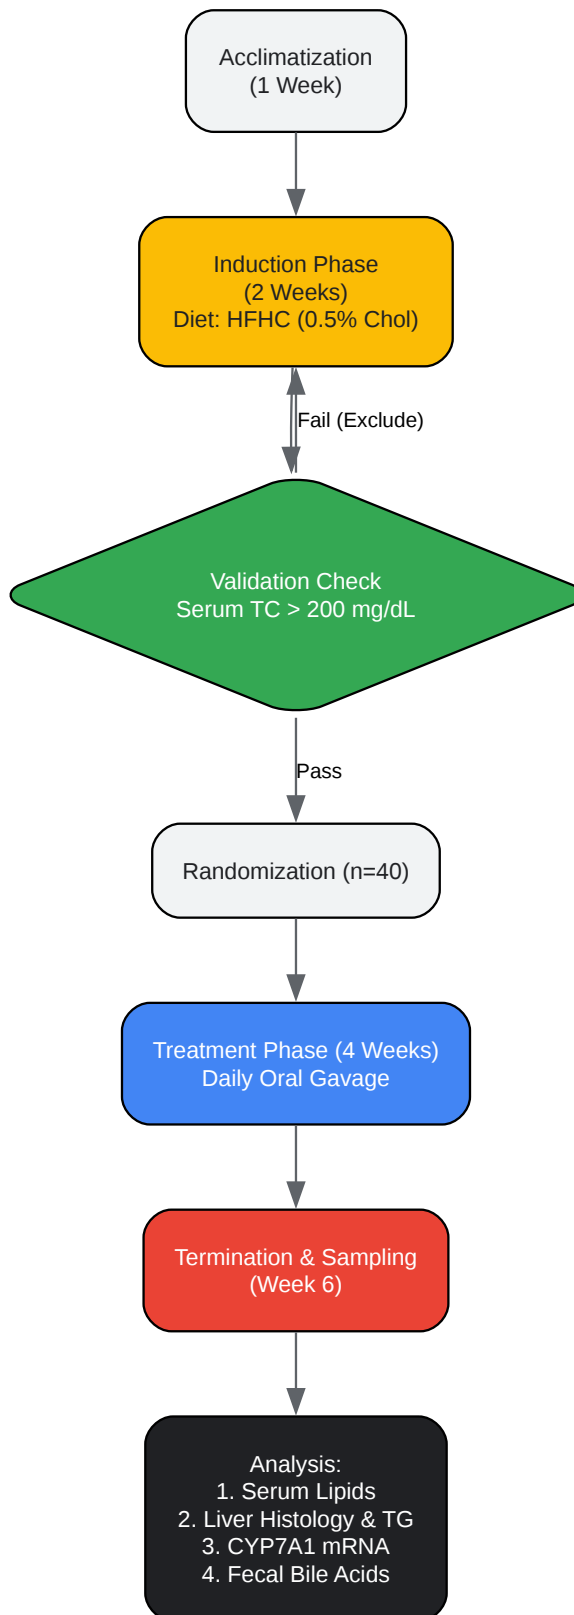 Acclimatization
(1 Week)
Induction Phase
(2 Weeks)
Diet: HFHC (0.5% Chol)
Fail (Exclude)
Validation Check
Serum TC > 200 mg/dL
Pass
Randomization (n=40)
Treatment Phase (4 Weeks)
Daily Oral Gavage
Termination & Sampling
(Week 6)
Analysis:
1. Serum Lipids
2. Liver Histology & TG
3. CYP7A1 mRNA
4. Fecal Bile Acids